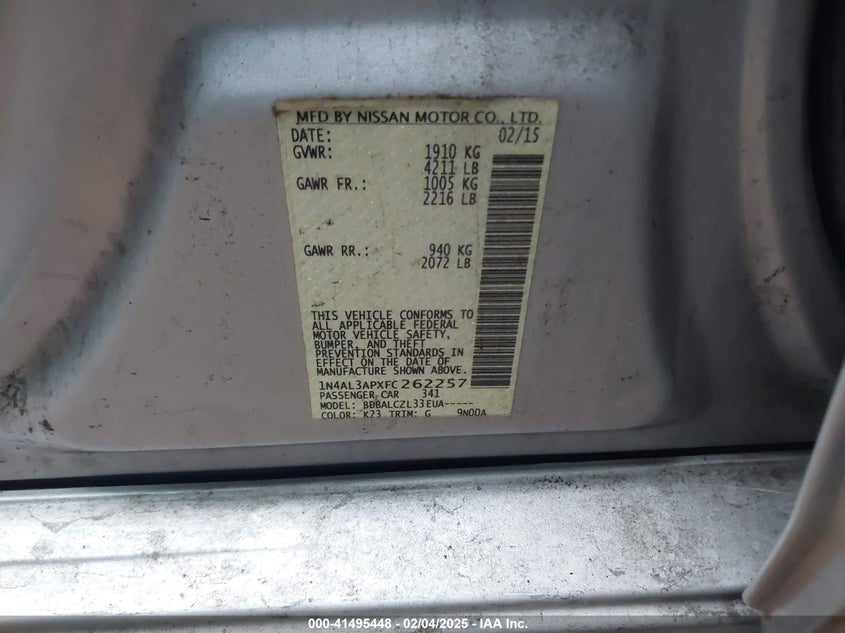 MFD BY NISSAN MOTOR CO., LTD.
DATE: 02/15
GVWR: 1910 KG
4211 LB
GAWR FR.: 1005 KG
2216 LB
GAWR RR.: 940 KG
2072 LB
THIS VEHICLE CONFORMS TO
ALL APPLICABLE FEDERAL
MOTOR VEHICLE SAFETY,
BUMPER, AND THEFT
PREVENTION STANDARDS IN
EFFECT ON THE DATE OF
MANUFACTURE SHOWN ABOVE.
1N4AL3APXFC262257
PASSENGER CAR 341
MODEL: BDBALCZL33EUA-----
COLOR: K23 TRIM: G 9N00A
000-41495448 - 02/04/2025 - IAA Inc.